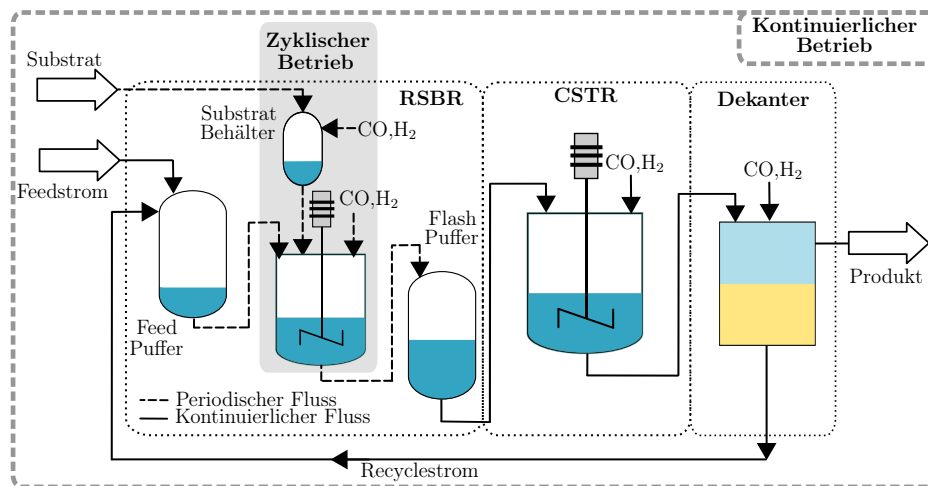 Kontinuierlicher
Betrieb
Zyklischer
Betrieb
Substrat
RSBR
CSTR
Dekanter
Substrat
Behälter
CO,H₂
Feedstrom
CO,H₂
CO,H₂
CO,H₂
Flash
Puffer
Produkt
Feed
Puffer
Periodischer Fluss
Kontinuierlicher Fluss
Recyclestrom